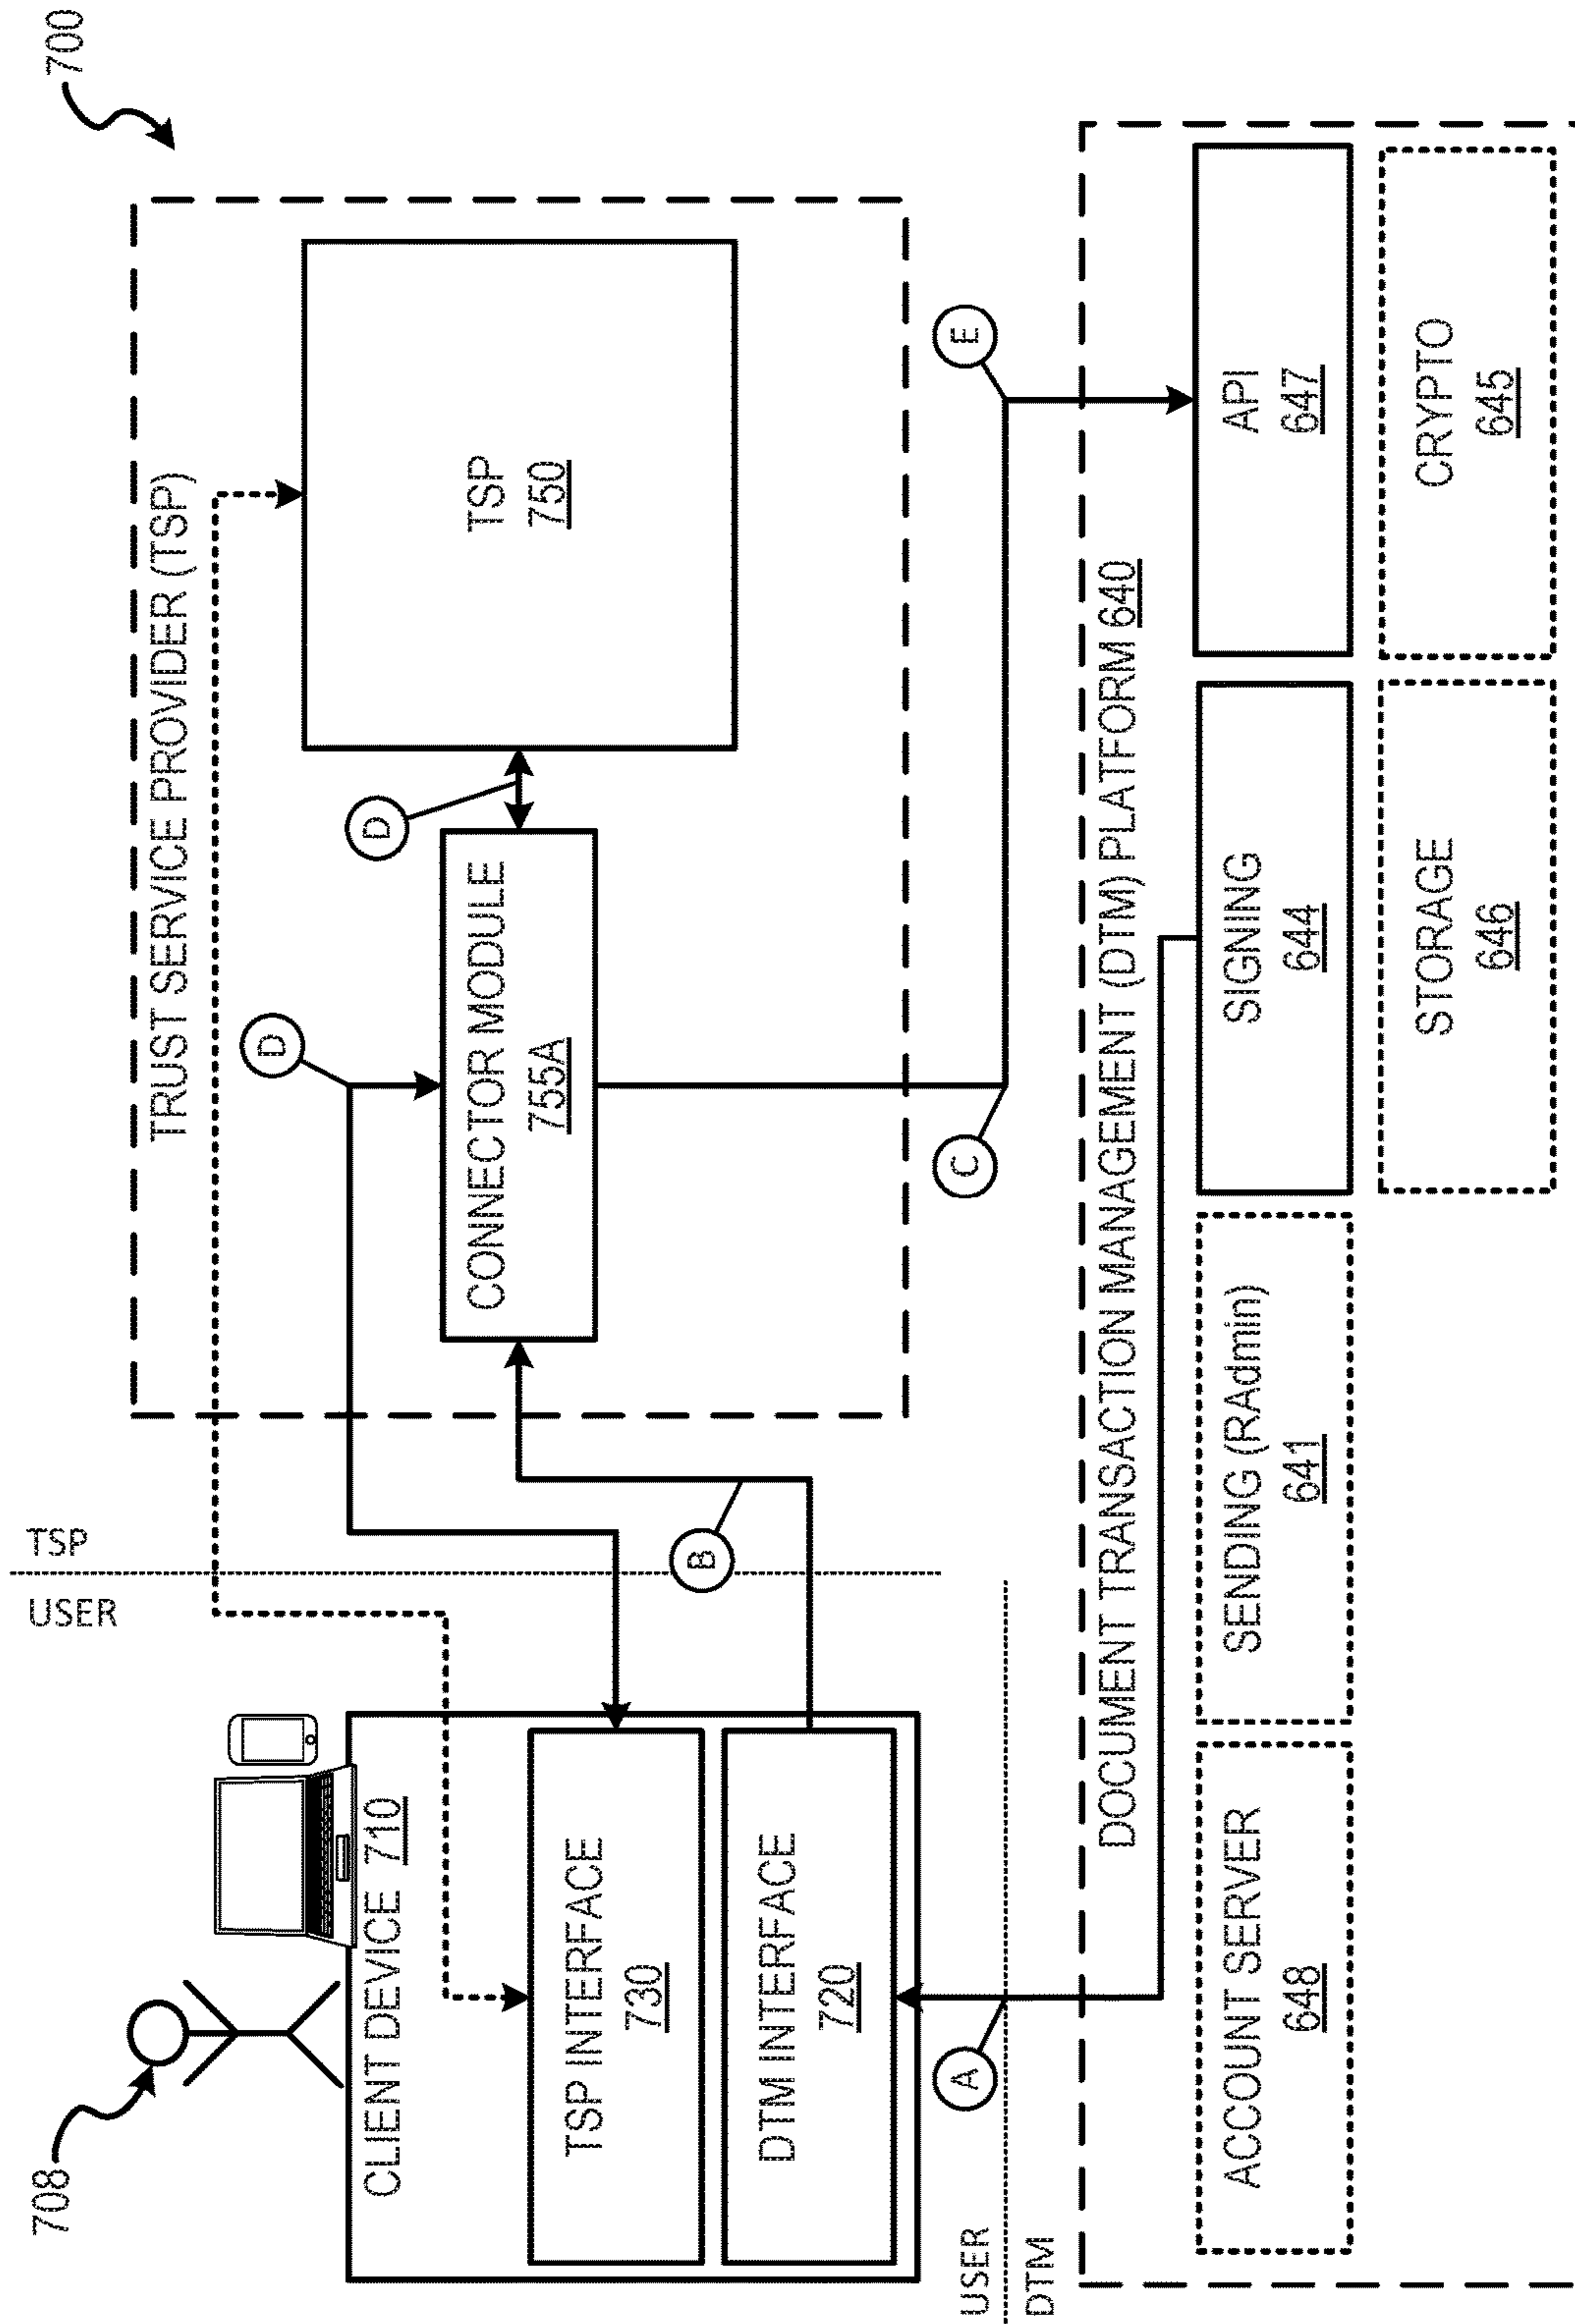 700
708
USER
TSP
CLIENT DEVICE 710
TSP INTERFACE
730
DTM INTERFACE
720
TRUST SERVICE PROVIDER (TSP)
D
CONNECTOR MODULE
755A
D
TSP
750
B
A
C
E
USER
DTM
DOCUMENT TRANSACTION MANAGEMENT (DTM) PLATFORM 640
ACCOUNT SERVER
648
SENDING (RAdmin)
641
SIGNING
644
API
647
STORAGE
646
CRYPTO
645